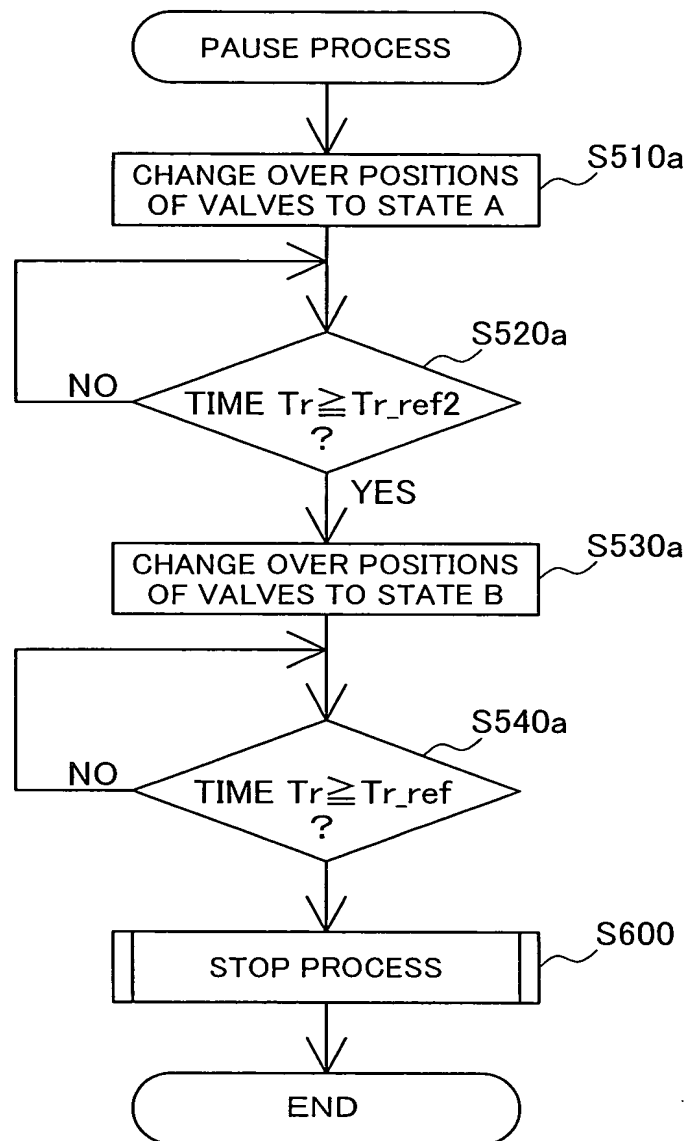 PAUSE PROCESS
S510a
CHANGE OVER POSITIONS
OF VALVES TO STATE A
S520a
NO
TIME Tr≧Tr_ref2
?
YES
S530a
CHANGE OVER POSITIONS
OF VALVES TO STATE B
S540a
NO
TIME Tr≧Tr_ref
?
S600
STOP PROCESS
END